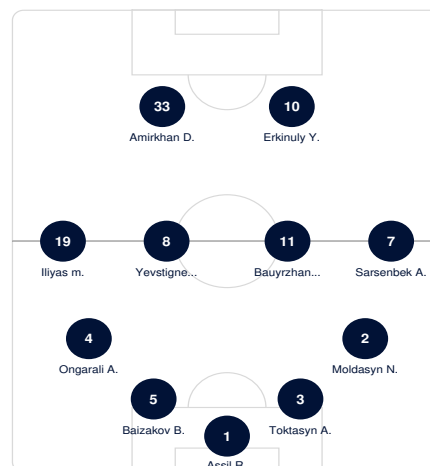 33 10
Amirkhan D. Erkinuly Y.
19 8 11 7
Iliyas m. Yevstigne... Bauyrzhan... Sarsenbek A.
4 2
Ongarali A. Moldasyn N.
5 3
Baizakov B. Toktasyn A.
1
Assil R